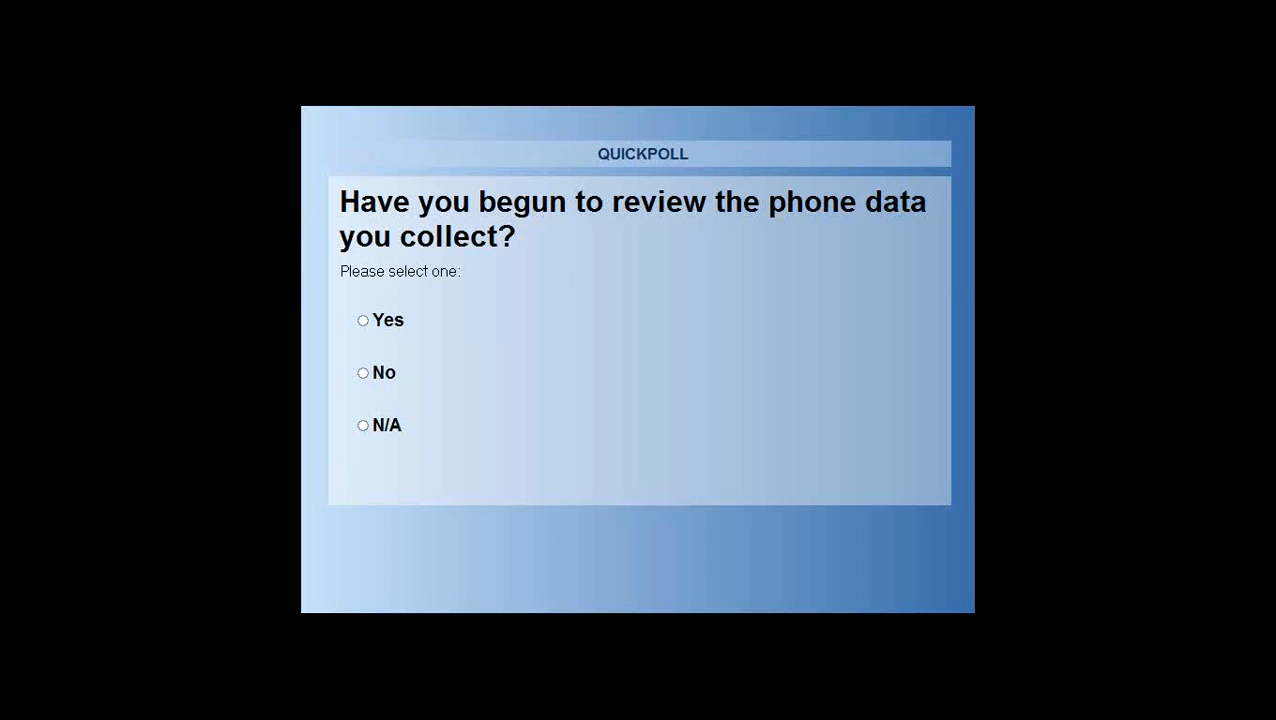 QUICKPOLL
Have you begun to review the phone data
you collect?
Please select one:
Yes
No
N/A